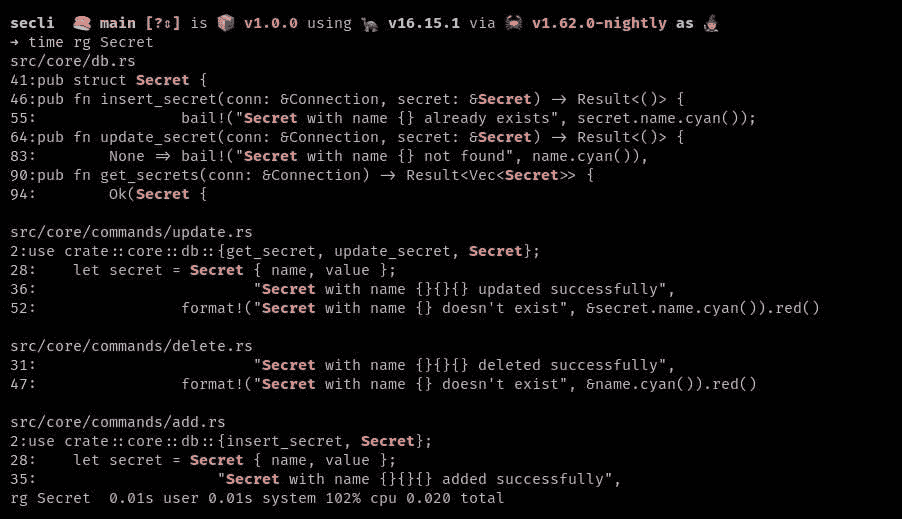 secli main [?⇕] is v1.0.0 using v16.15.1 via v1.62.0-nightly as
➜ time rg Secret
src/core/db.rs
41:pub struct Secret {
46:pub fn insert_secret(conn: &Connection, secret: &Secret) -> Result<()> {
55:                bail!("Secret with name {} already exists", secret.name.cyan());
64:pub fn update_secret(conn: &Connection, secret: &Secret) -> Result<()> {
83:        None => bail!("Secret with name {} not found", name.cyan()),
90:pub fn get_secrets(conn: &Connection) -> Result<Vec<Secret>> {
94:        Ok(Secret {
src/core/commands/update.rs
2:use crate::core::db::{get_secret, update_secret, Secret};
28:    let secret = Secret { name, value };
36:                        "Secret with name {}{}{} updated successfully",
52:                format!("Secret with name {} doesn't exist", &secret.name.cyan()).red()
src/core/commands/delete.rs
31:                        "Secret with name {}{}{} deleted successfully",
47:                format!("Secret with name {} doesn't exist", &name.cyan()).red()
src/core/commands/add.rs
2:use crate::core::db::{insert_secret, Secret};
28:    let secret = Secret { name, value };
35:                    "Secret with name {}{}{} added successfully",
rg Secret  0.01s user 0.01s system 102% cpu 0.020 total